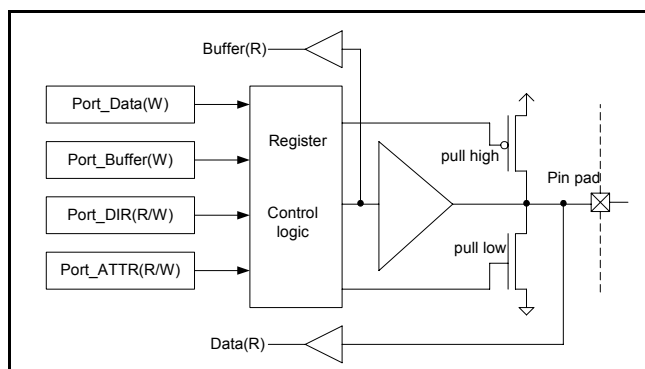 Buffer(R)
Port_Data(W)
Port_Buffer(W)
Port_DIR(R/W)
Port_ATTR(R/W)
Register
Control
logic
pull high
Pin pad
pull low
Data(R)